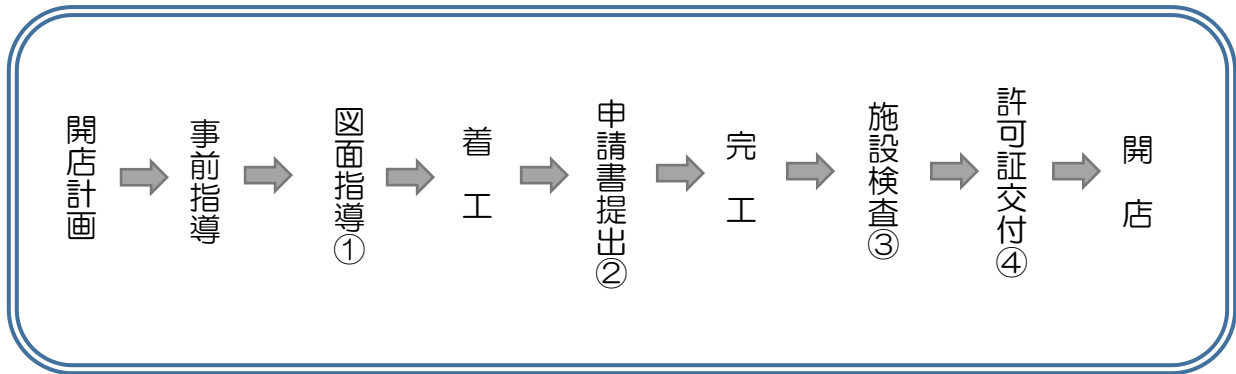 開店計画
事前指導
図面指導①
着工
申請書提出②
完工
施設検査③
許可証交付④
開店